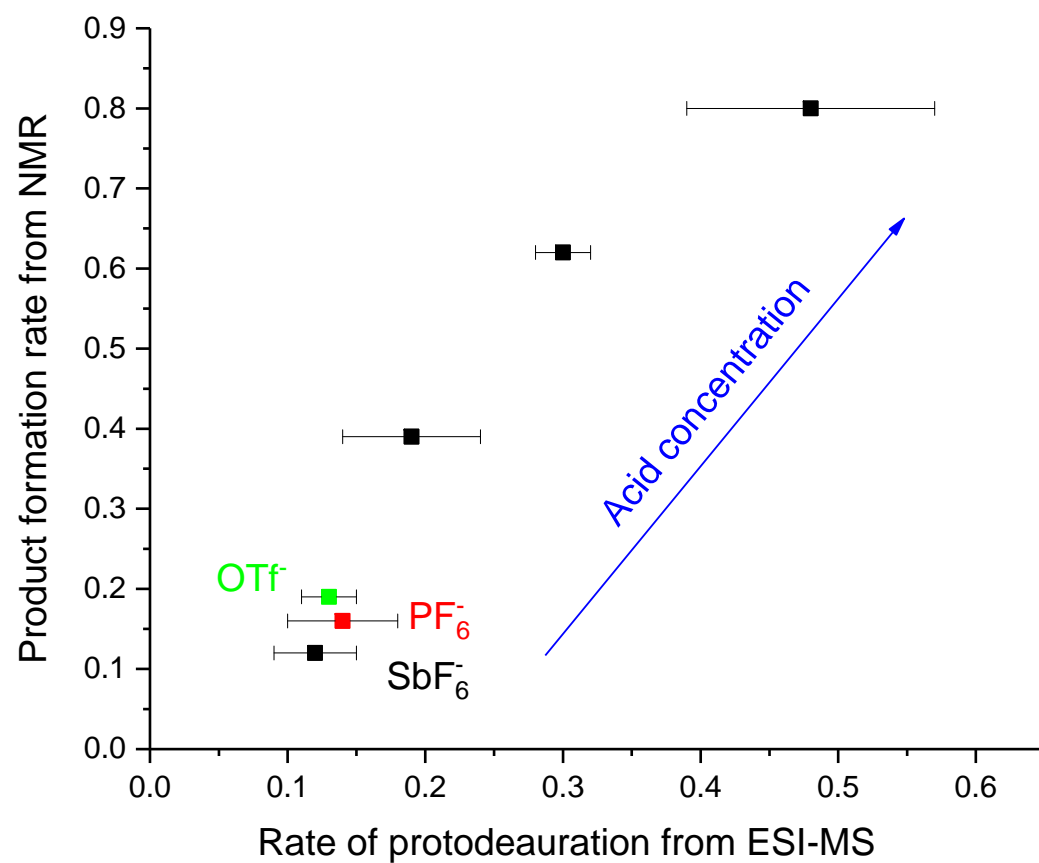 Product formation rate from NMR
0.9
0.8
0.7
0.6
0.5
0.4
0.3
0.2
0.1
0.0
OTf⁻
PF₆⁻
SbF₆⁻
Acid concentration
0.0 0.1 0.2 0.3 0.4 0.5 0.6
Rate of protodeauration from ESI-MS